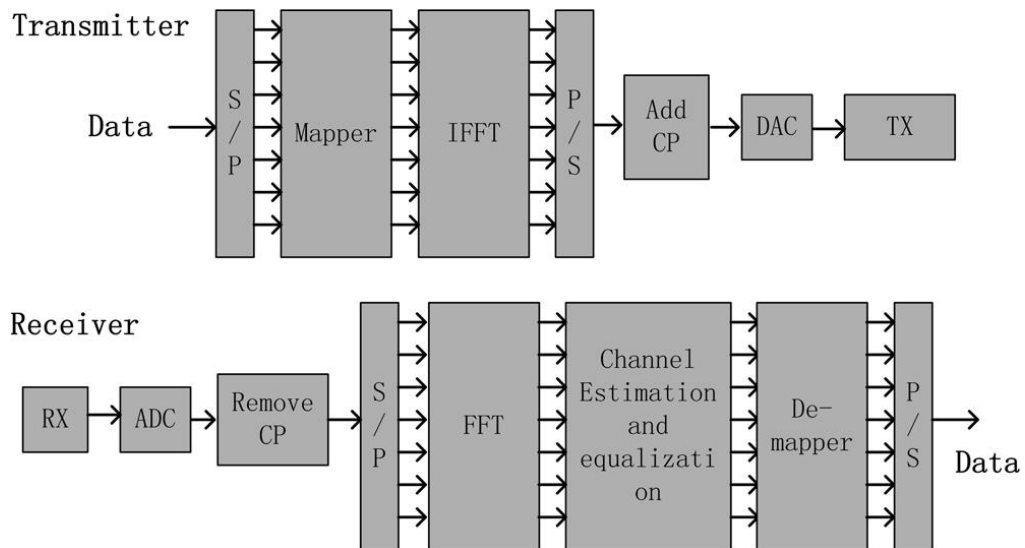 Transmitter
Data
S
/
P
Mapper
IFFT
P
/
S
Add
CP
DAC
TX
Receiver
RX
ADC
Remove
CP
S
/
P
FFT
Channel
Estimation
and
equalizati
on
De-
mapper
P
/
S
Data